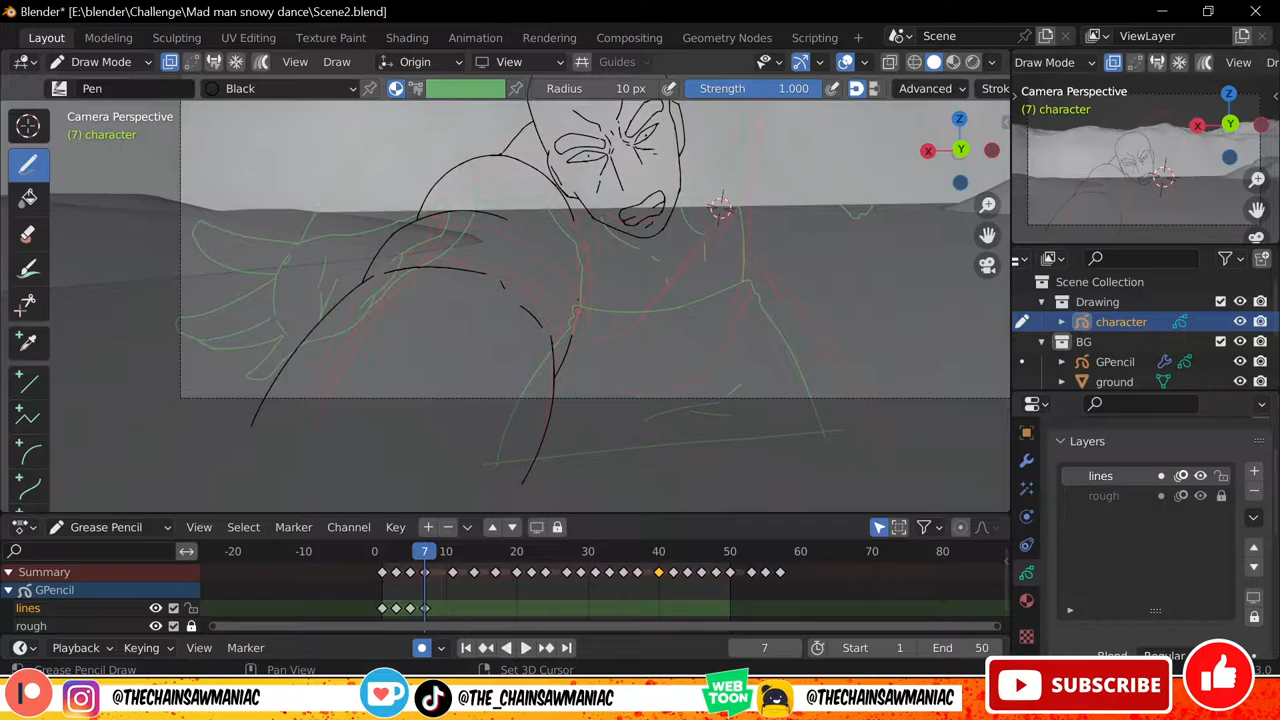 Blender* [E:\blender\Challenge\Mad man snowy dance\Scene2.blend]
Layout Modeling Sculpting UV Editing Texture Paint Shading Animation Rendering Compositing Geometry Nodes Scripting + Scene ViewLayer
Draw Mode View Draw Origin View Guides Draw Mode View
Pen Black Radius 10 px Strength 1.000 Advanced Strok
Camera Perspective
(7) character
Z
X
Y
Camera Perspective
(7) character
Z
X
Y
Scene Collection
Drawing
character
BG
GPencil
ground
Layers
lines
rough
Grease Pencil View Select Marker Channel Key
-20 -10 0 7 10 20 30 40 50 60 70 80
Summary
GPencil
lines
rough
Playback Keying View Marker 7 Start 1 End 50
Grease Pencil Draw Pan View Set 3D Cursor
Blend Regular
3.0
@THECHAINSAWMANIAC @THE_CHAINSAWMANIAC WEB TOON @THECHAINSAWMANIAC SUBSCRIBE